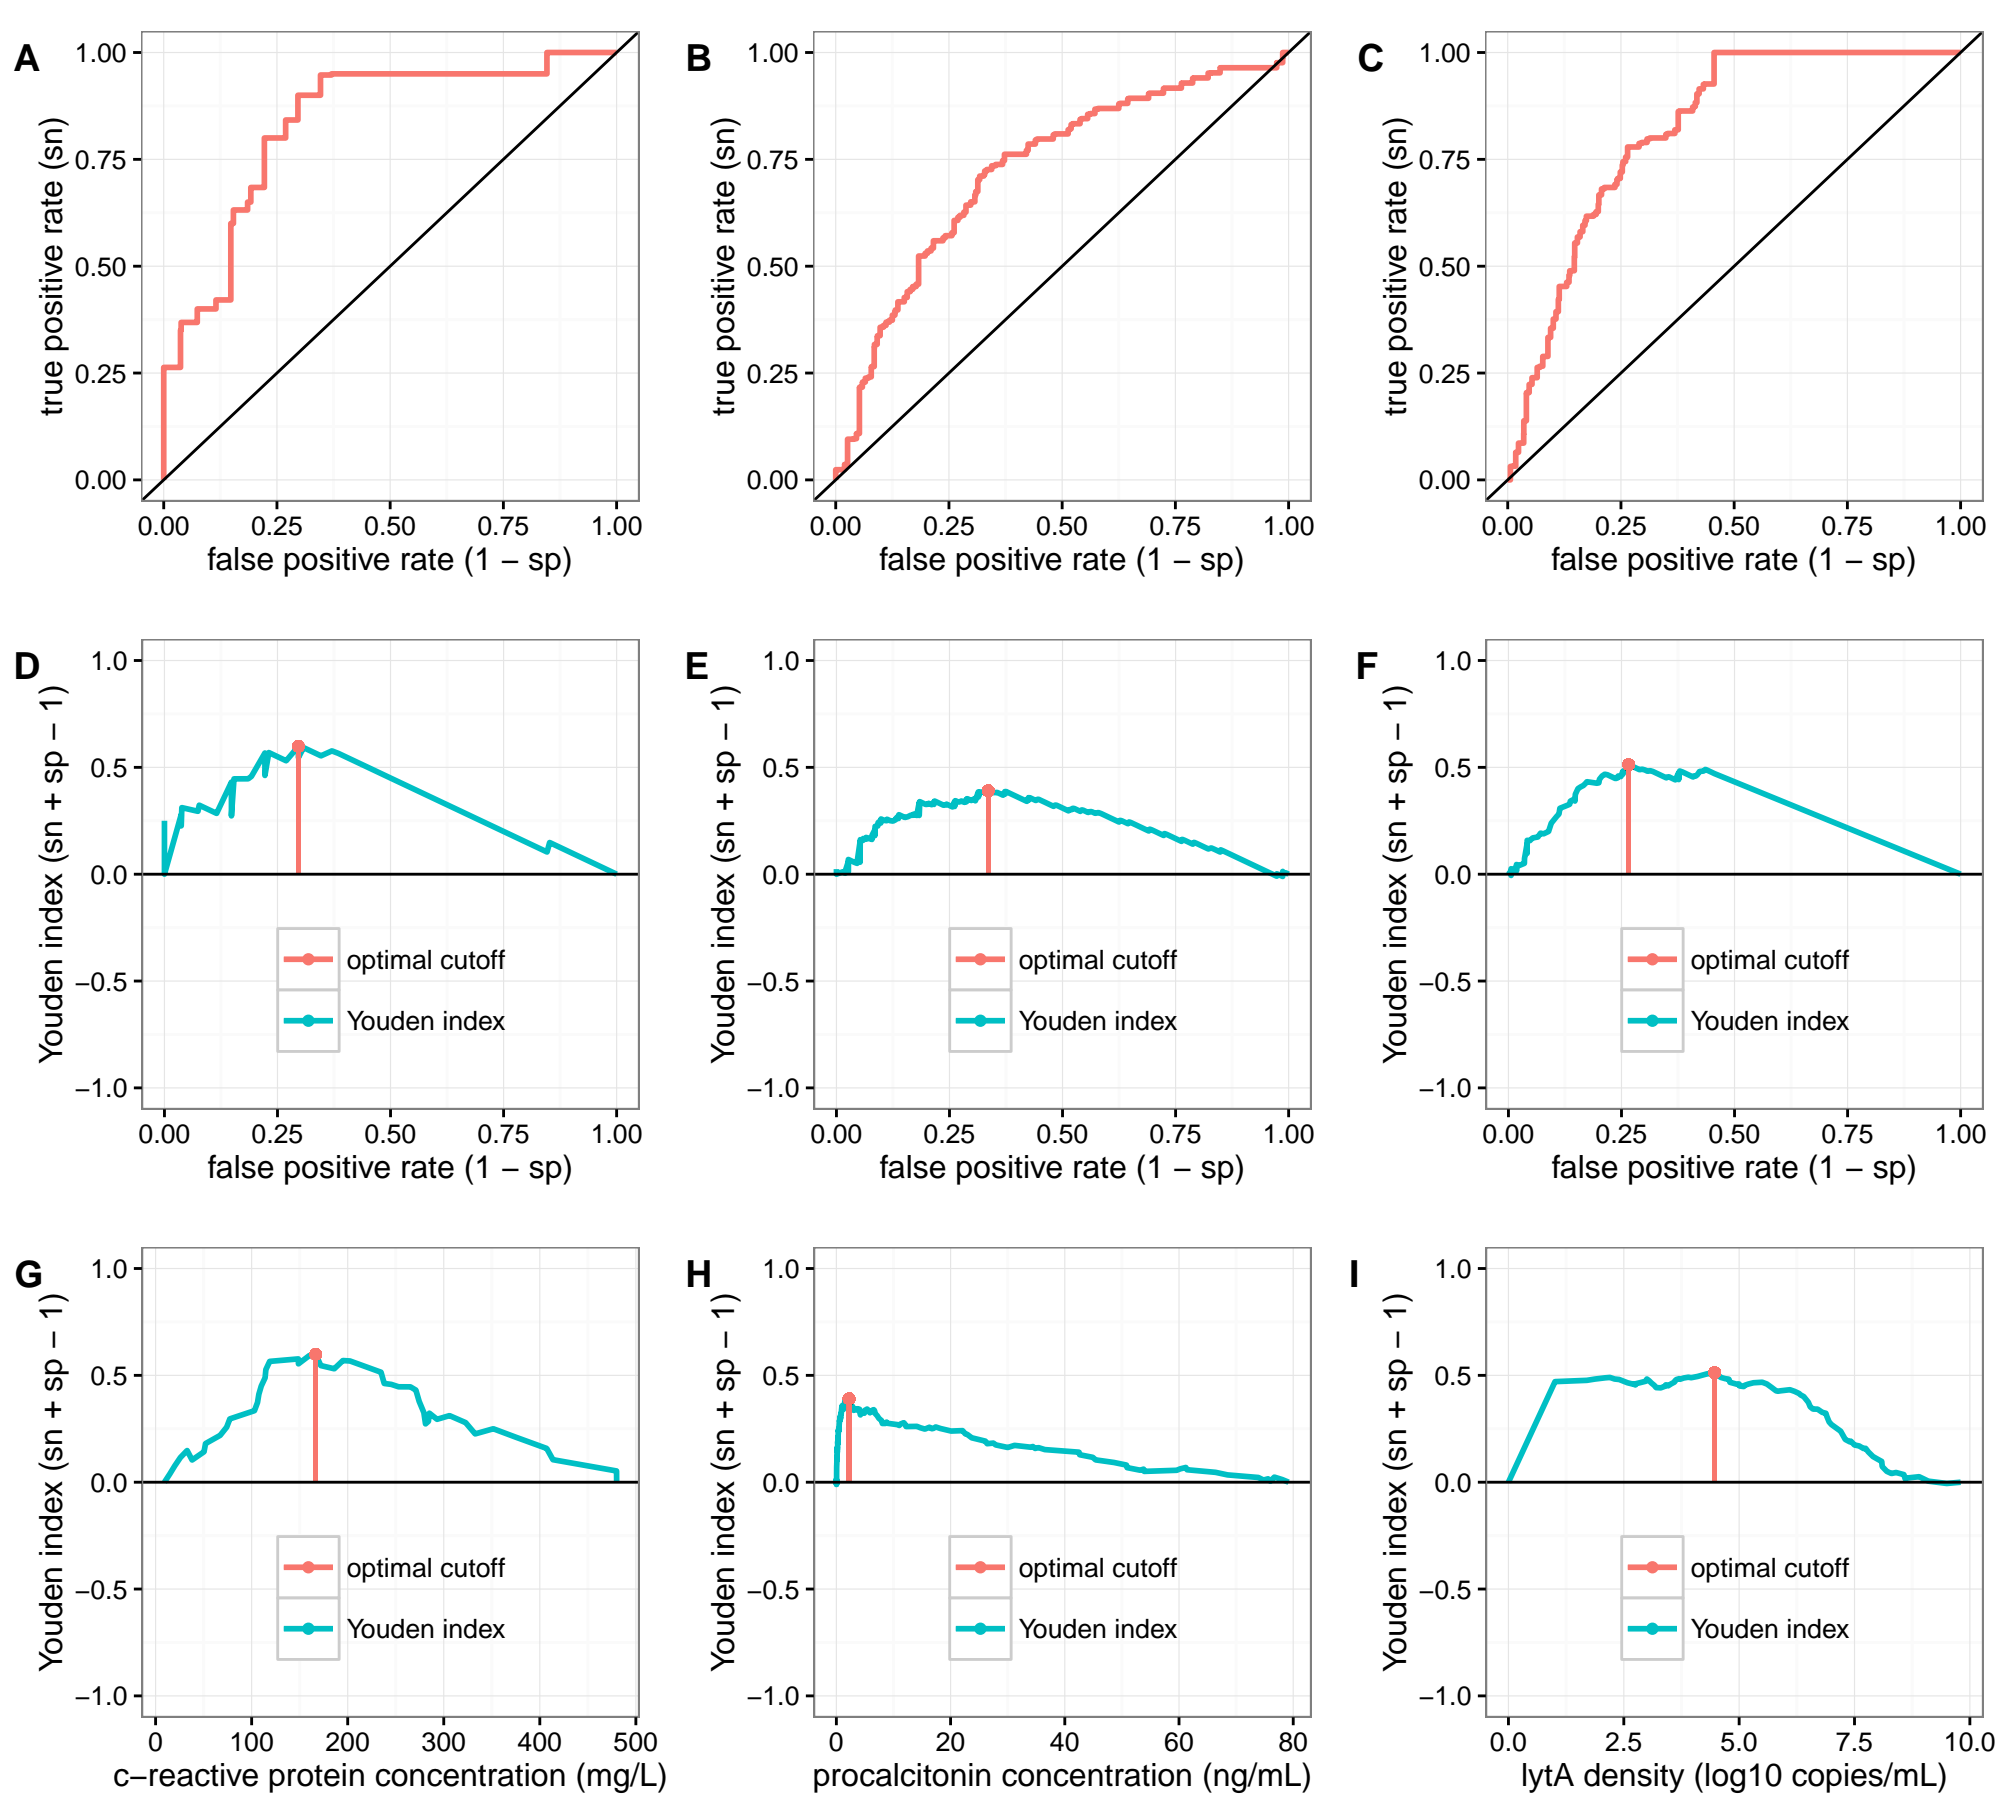 A
1.00
0.75
0.50
0.25
0.00
true positive rate (sn)
0.00 0.25 0.50 0.75 1.00
false positive rate (1 − sp)
B
1.00
0.75
0.50
0.25
0.00
true positive rate (sn)
0.00 0.25 0.50 0.75 1.00
false positive rate (1 − sp)
C
1.00
0.75
0.50
0.25
0.00
true positive rate (sn)
0.00 0.25 0.50 0.75 1.00
false positive rate (1 − sp)
D
1.0
0.5
0.0
−0.5
−1.0
Youden index (sn + sp − 1)
optimal cutoff
Youden index
0.00 0.25 0.50 0.75 1.00
false positive rate (1 − sp)
E
1.0
0.5
0.0
−0.5
−1.0
Youden index (sn + sp − 1)
optimal cutoff
Youden index
0.00 0.25 0.50 0.75 1.00
false positive rate (1 − sp)
F
1.0
0.5
0.0
−0.5
−1.0
Youden index (sn + sp − 1)
optimal cutoff
Youden index
0.00 0.25 0.50 0.75 1.00
false positive rate (1 − sp)
G
1.0
0.5
0.0
−0.5
−1.0
Youden index (sn + sp − 1)
optimal cutoff
Youden index
0 100 200 300 400 500
c−reactive protein concentration (mg/L)
H
1.0
0.5
0.0
−0.5
−1.0
Youden index (sn + sp − 1)
optimal cutoff
Youden index
0 20 40 60 80
procalcitonin concentration (ng/mL)
I
1.0
0.5
0.0
−0.5
−1.0
Youden index (sn + sp − 1)
optimal cutoff
Youden index
0.0 2.5 5.0 7.5 10.0
lytA density (log10 copies/mL)